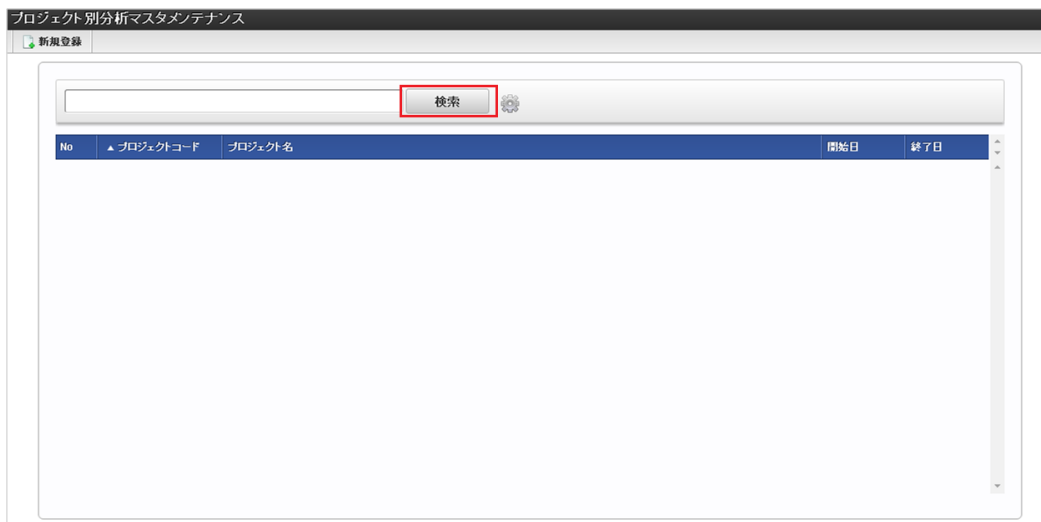 プロジェクト別分析マスタメンテナンス
新規登録
検索
No ▲プロジェクトコード プロジェクト名 開始日 終了日